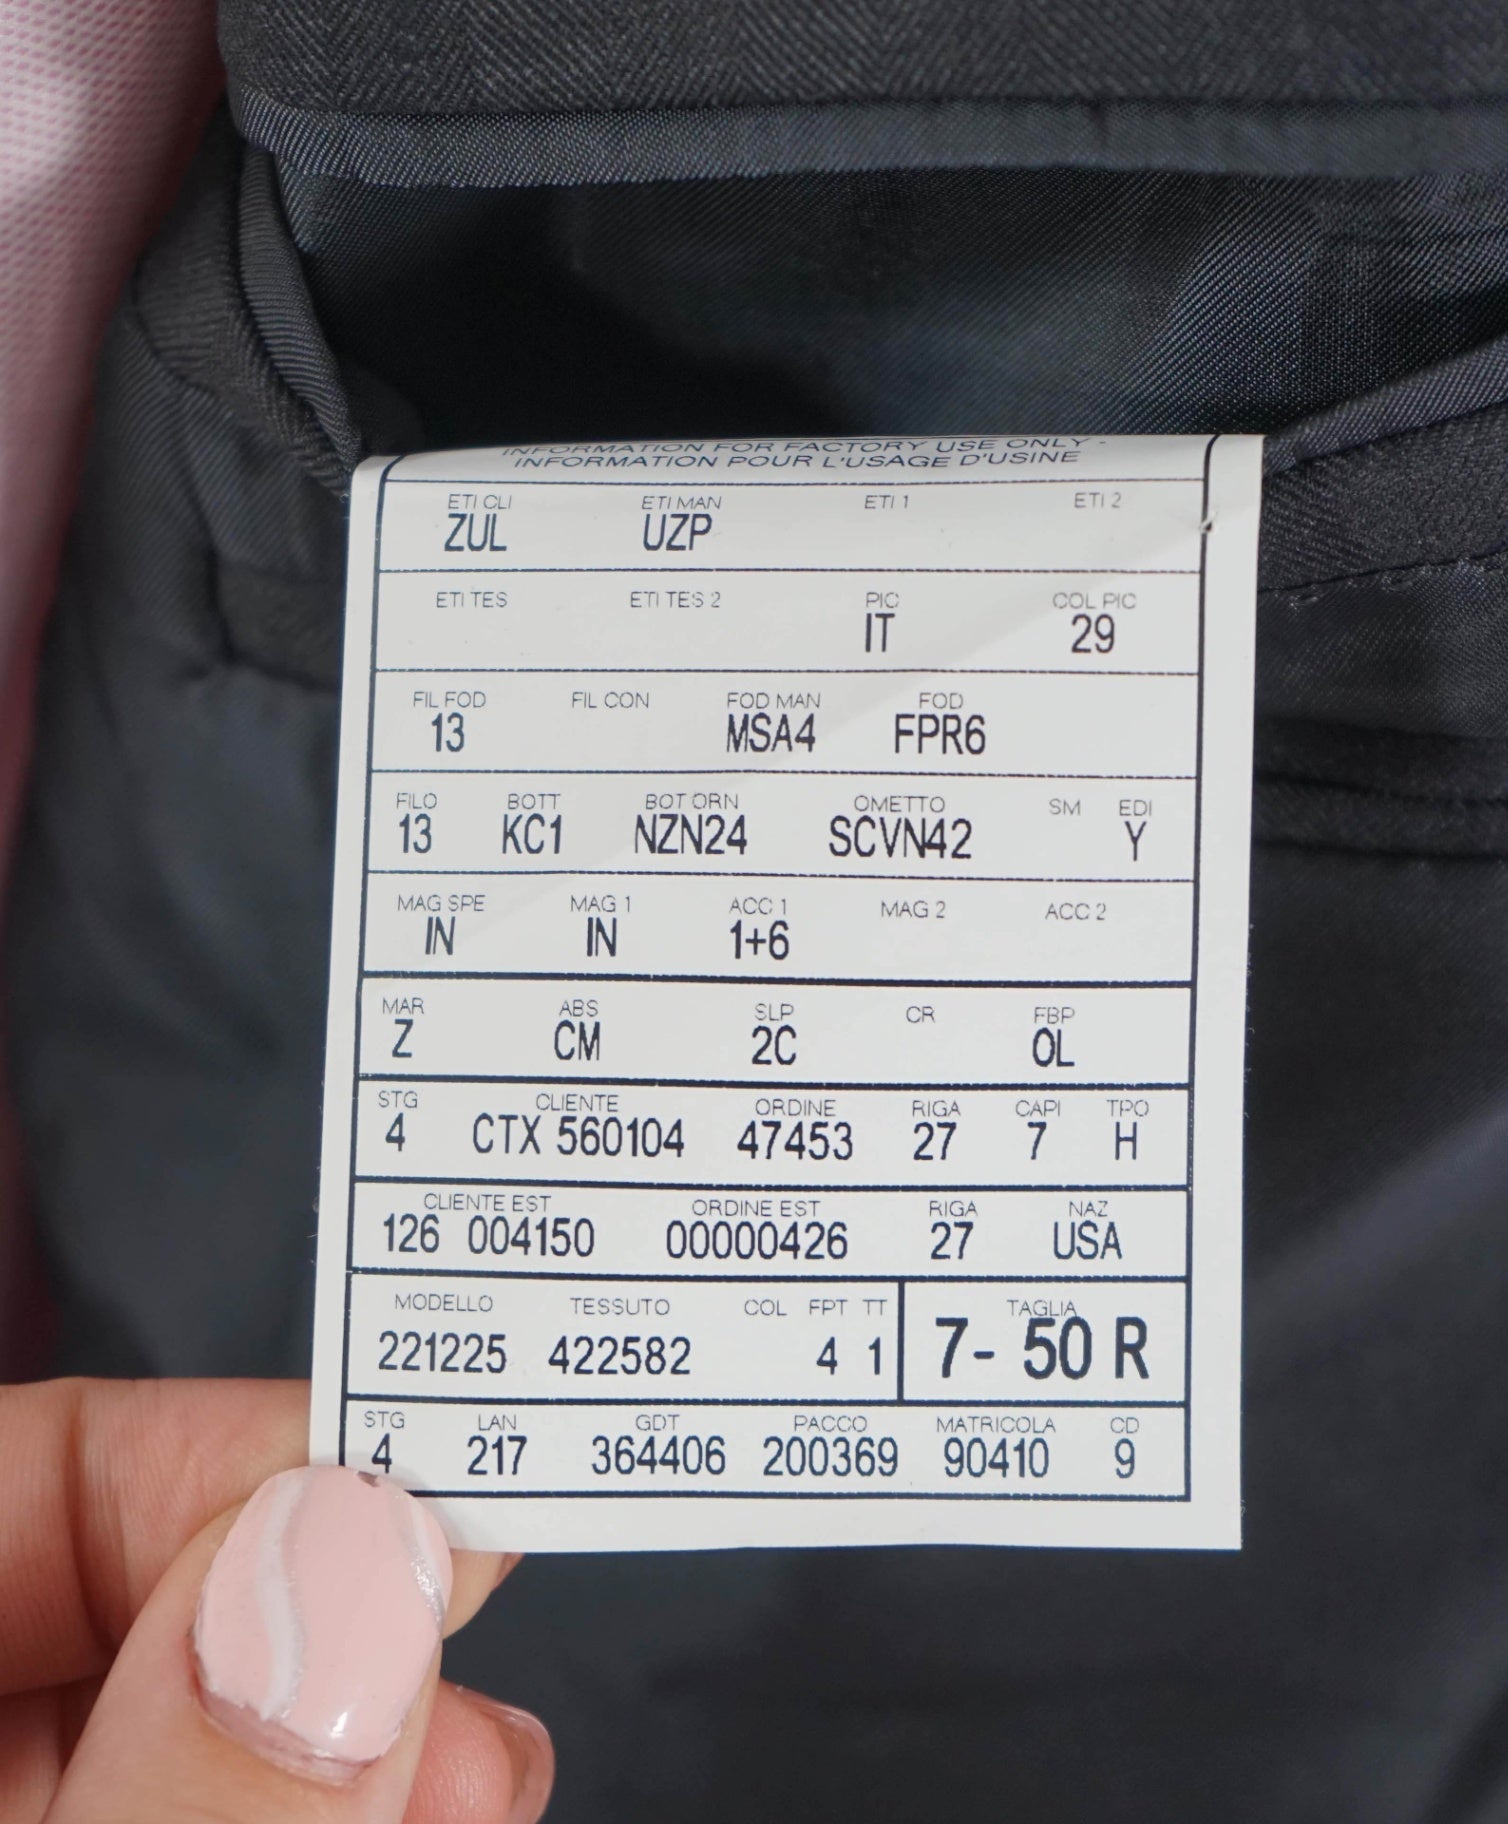 INFORMATION FOR FACTORY USE ONLY -
INFORMATION POUR L'USAGE D'USINE
ETI CLI ETI MAN ETI 1 ETI 2
ZUL UZP
ETI TES ETI TES 2 PIC COL PIC
IT 29
FIL FOD FIL CON FOD MAN FOD
13 MSA4 FPR6
FILO BOTT BOT ORN OMETTO SM EDI
13 KC1 NZN24 SCVN42 Y
MAG SPE MAG 1 ACC 1 MAG 2 ACC 2
IN IN 1+6
MAR ABS SLP CR FBP
Z CM 2C OL
STG CLIENTE ORDINE RIGA CAPI TPO
4 CTX 560104 47453 27 7 H
CLIENTE EST ORDINE EST RIGA NAZ
126 004150 00000426 27 USA
MODELLO TESSUTO COL FPT TT TAGLIA
221225 422582 4 1 7- 50 R
STG LAN GDT PACCO MATRICOLA CD
4 217 364406 200369 90410 9